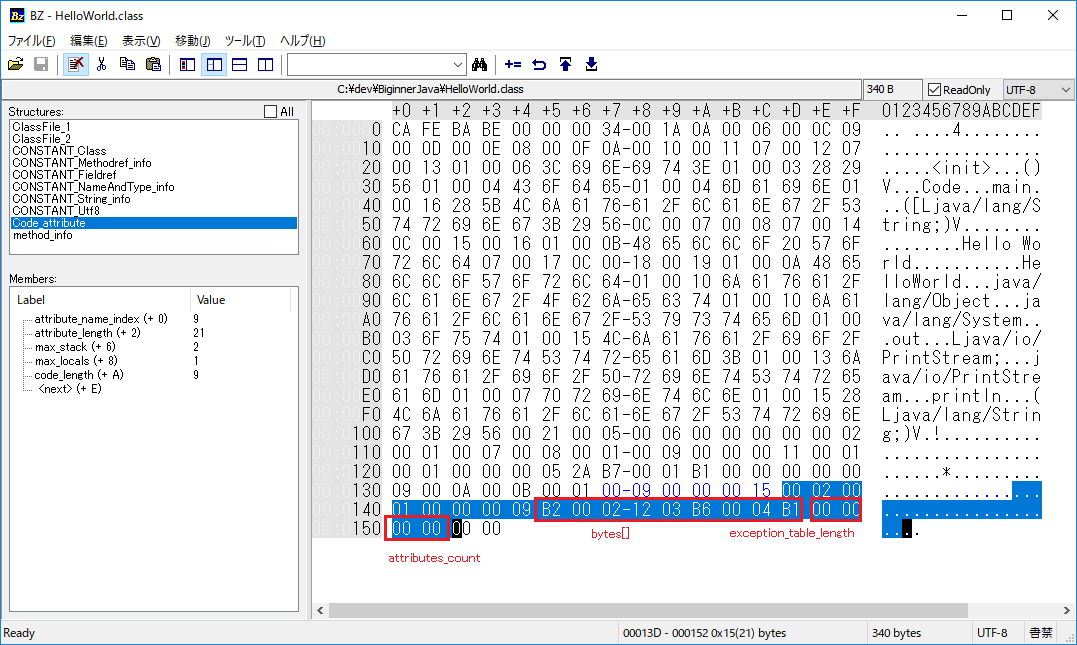 BZ - HelloWorld.class
ファイル(F) 編集(E) 表示(V) 移動(J) ツール(T) ヘルプ(H)
C:¥dev¥BiginnerJava¥HelloWorld.class 340 B ReadOnly UTF-8
Structures: All
ClassFile_1
ClassFile_2
CONSTANT_Class
CONSTANT_Methodref_info
CONSTANT_Fieldref
CONSTANT_NameAndType_info
CONSTANT_String_info
CONSTANT_Utf8
Code_attribute
method_info
Members:
Label Value
attribute_name_index (+ 0) 9
attribute_length (+ 2) 21
max_stack (+ 6) 2
max_locals (+ 8) 1
code_length (+ A) 9
<next> (+ E)
+0 +1 +2 +3 +4 +5 +6 +7 +8 +9 +A +B +C +D +E +F 0123456789ABCDEF
0 CA FE BA BE 00 00 00 34-00 1A 0A 00 06 00 0C 09 .. ....4........
10 00 0D 00 0E 08 00 0F 0A-00 10 00 11 07 00 12 07 ................
20 00 13 01 00 06 3C 69 6E-69 74 3E 01 00 03 28 29 .....<init>...()
30 56 01 00 04 43 6F 64 65-01 00 04 6D 61 69 6E 01 V...Code...main.
40 00 16 28 5B 4C 6A 61 76-61 2F 6C 61 6E 67 2F 53 ..([Ljava/lang/S
50 74 72 69 6E 67 3B 29 56-0C 00 07 00 08 07 00 14 tring;)V........
60 0C 00 15 00 16 01 00 0B-48 65 6C 6C 6F 20 57 6F ........Hello Wo
70 72 6C 64 07 00 17 0C 00-18 00 19 01 00 0A 48 65 rld...........He
80 6C 6C 6F 57 6F 72 6C 64-01 00 10 6A 61 76 61 2F lloWorld...java/
90 6C 61 6E 67 2F 4F 62 6A-65 63 74 01 00 10 6A 61 lang/Object...ja
A0 76 61 2F 6C 61 6E 67 2F-53 79 73 74 65 6D 01 00 va/lang/System..
B0 03 6F 75 74 01 00 15 4C-6A 61 76 61 2F 69 6F 2F .out...Ljava/io/
C0 50 72 69 6E 74 53 74 72-65 61 6D 3B 01 00 13 6A PrintStream;...j
D0 61 76 61 2F 69 6F 2F 50-72 69 6E 74 53 74 72 65 ava/io/PrintStre
E0 61 6D 01 00 07 70 72 69-6E 74 6C 6E 01 00 15 28 am...println...(
F0 4C 6A 61 76 61 2F 6C 61-6E 67 2F 53 74 72 69 6E Ljava/lang/Strin
100 67 3B 29 56 00 21 00 05-00 06 00 00 00 00 00 02 g;)V.!..........
110 00 01 00 07 00 08 00 01-00 09 00 00 00 11 00 01 ................
120 00 01 00 00 00 05 2A B7-00 01 B1 00 00 00 00 00 ......*.........
130 09 00 0A 00 0B 00 01 00-09 00 00 00 15 00 02 00 ................
140 01 00 00 00 09 B2 00 02-12 03 B6 00 04 B1 00 00 ................
150 00 00 00 00 ....
bytes[] exception_table_length
attributes_count
Ready 00013D - 000152 0x15(21) bytes 340 bytes UTF-8 書禁